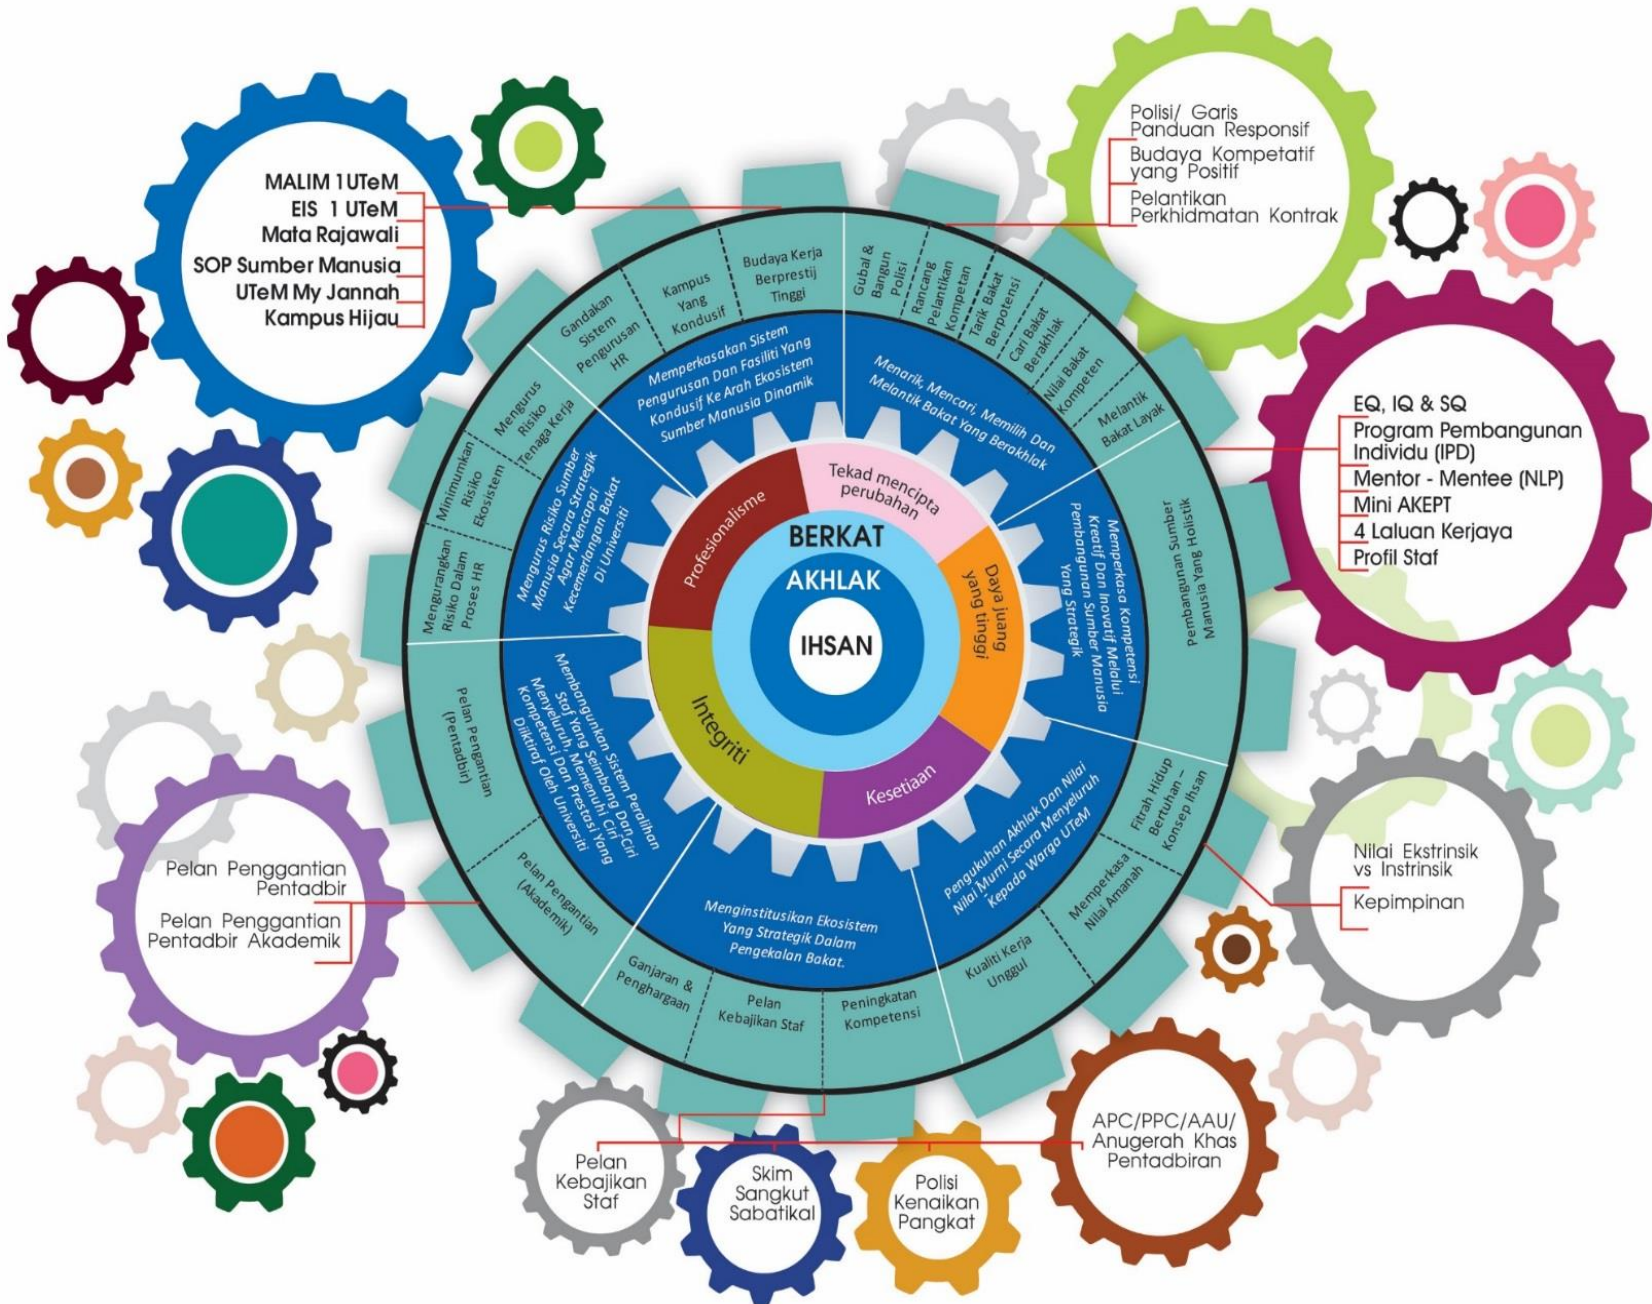 MALIM 1UTeM
EIS 1 UTeM
Mata Rajawali
SOP Sumber Manusia
UTeM My Jannah
Kampus Hijau
Polisi/ Garis
Panduan Responsif
Budaya Kompetatif
yang Positif
Pelantikan
Perkhidmatan Kontrak
EQ, IQ & SQ
Program Pembangunan
Individu (IPD)
Mentor - Mentee (NLP)
Mini AKEPT
4 Laluan Kerjaya
Profil Staf
Nilai Ekstrinsik
vs Instrinsik
Kepimpinan
APC/PPC/AAU/
Anugerah Khas
Pentadbiran
Polisi
Kenaikan
Pangkat
Skim
Sangkut
Sabatikal
Pelan
Kebajikan
Staf
Pelan Penggantian
Pentadbir
Pelan Penggantian
Pentadbir Akademik
Gubal &
Bangun
Polisi
Rancang
Pelantikan
Kompetan
Tarik Bakat
Berpotensi
Cari Bakat
Berakhlak
Nilai Bakat
Kompeten
Melantik
Bakat Layak
Pembangunan Sumber
Manusia Yang Holistik
Fitrah Hidup
Bertuhan –
Konsep Ihsan
Memperkasa
Nilai Amanah
Kualiti Kerja
Unggul
Peningkatan
Kompetensi
Pelan
Kebajikan Staf
Ganjaran &
Penghargaan
Pelan Pengantian
(Akademik)
Pelan Pengantian
(Pentadbir)
Mengurangkan
Risiko Dalam
Proses HR
Minimumkan
Risiko
Ekosistem
Mengurus
Risiko
Tenaga Kerja
Gandakan
Sistem
Pengurusan
HR
Kampus
Yang
Kondusif
Budaya Kerja
Berprestij
Tinggi
Memperkasakan Sistem
Pengurusan Dan Fasiliti Yang
Kondusif Ke Arah Ekosistem
Sumber Manusia Dinamik
Menarik, Mencari, Memilih Dan
Melantik Bakat Yang Berakhlak
Memperkasa Kompetensi
Kreatif Dan Inovatif Melalui
Pembangunan Sumber Manusia
Yang Strategik
Pengukuhan Akhlak Dan Nilai
Nilai Murni Secara Menyeluruh
Kepada Warga UTeM
Menginstitusikan Ekosistem
Yang Strategik Dalam
Pengekalan Bakat.
Membangunkan Sistem Peralihan
Staf Yang Seimbang Dan
Menyeluruh, Memenuhi Ciri-Ciri
Kompetensi Dan Prestasi Yang
Diiktiraf Oleh Universiti
Mengurus Risiko Sumber
Manusia Secara Strategik
Agar Mencapai
Kecemerlangan Bakat
Di Universiti
Profesionalisme
Tekad mencipta
perubahan
Daya juang
yang tinggi
Kesetiaan
Integriti
BERKAT
AKHLAK
IHSAN